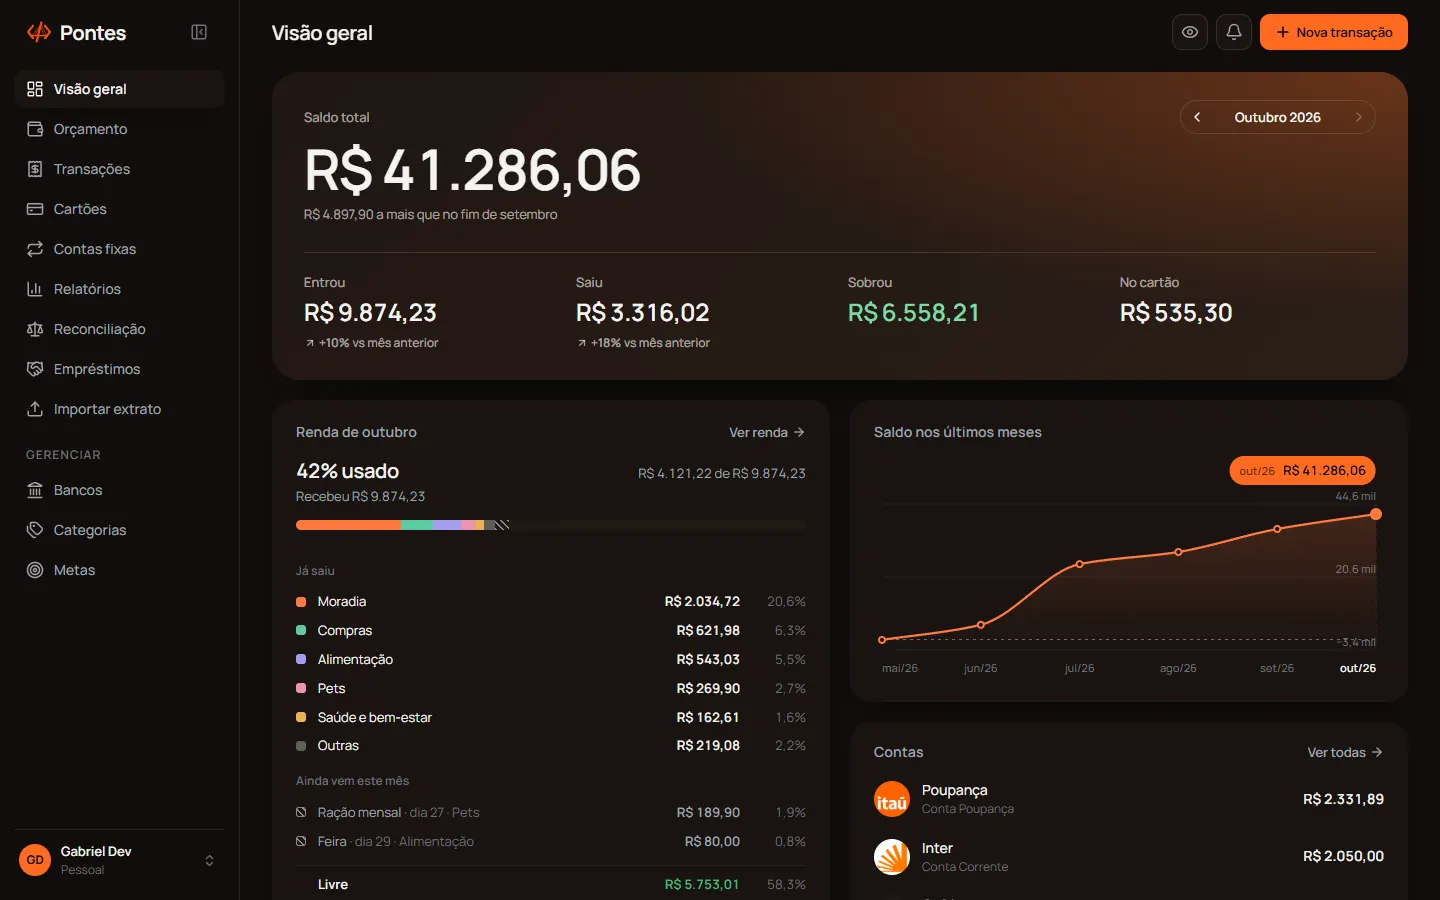 Pontes
Visão geral
Orçamento
Transações
Cartões
Contas fixas
Relatórios
Reconciliação
Empréstimos
Importar extrato
GERENCIAR
Bancos
Categorias
Metas
GD
Gabriel Dev
Pessoal
Visão geral
Nova transação
Saldo total
Outubro 2026
R$ 41.286,06
R$ 4.897,90 a mais que no fim de setembro
Entrou
R$ 9.874,23
+10% vs mês anterior
Saiu
R$ 3.316,02
+18% vs mês anterior
Sobrou
R$ 6.558,21
No cartão
R$ 535,30
Renda de outubro
Ver renda
42% usado
R$ 4.121,22 de R$ 9.874,23
Recebeu R$ 9.874,23
Já saiu
Moradia R$ 2.034,72 20,6%
Compras R$ 621,98 6,3%
Alimentação R$ 543,03 5,5%
Pets R$ 269,90 2,7%
Saúde e bem-estar R$ 162,61 1,6%
Outras R$ 219,08 2,2%
Ainda vem este mês
Ração mensal · dia 27 · Pets R$ 189,90 1,9%
Feira · dia 29 · Alimentação R$ 80,00 0,8%
Livre R$ 5.753,01 58,3%
Saldo nos últimos meses
out/26 R$ 41.286,06
44,6 mil
20,6 mil
−3,4 mil
mai/26 jun/26 jul/26 ago/26 set/26 out/26
Contas
Ver todas
itaú
Poupança
Conta Poupança
R$ 2.331,89
Inter
Conta Corrente
R$ 2.050,00